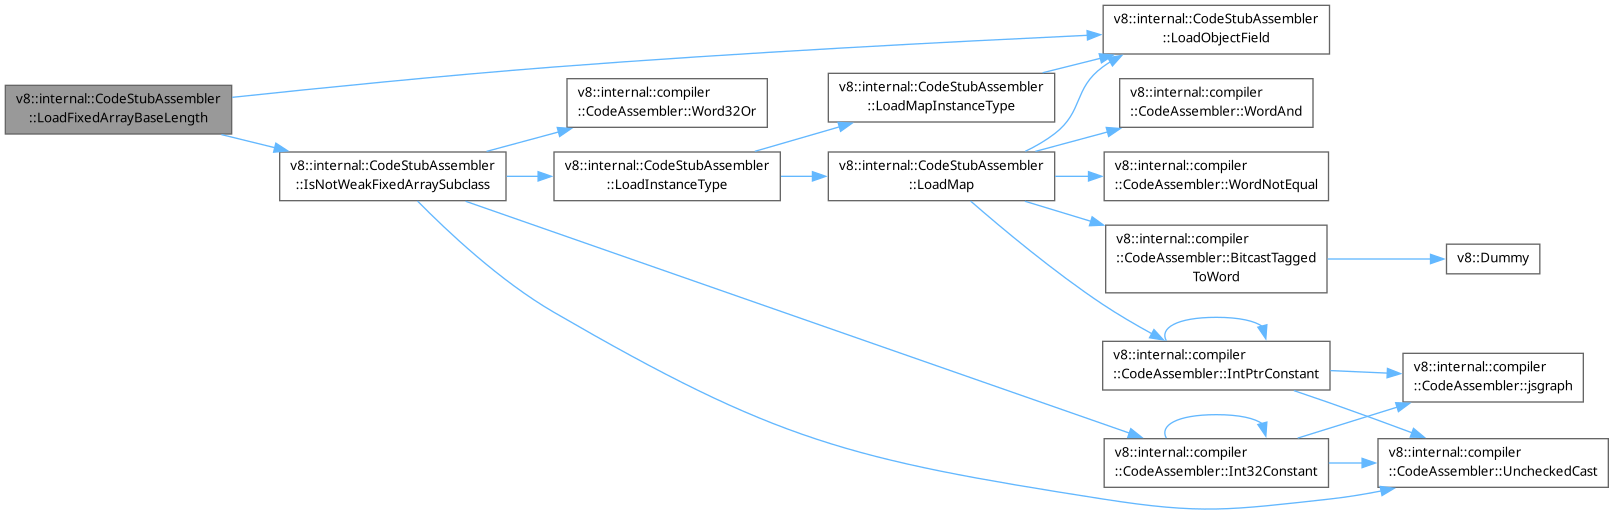 v8::internal::CodeStubAssembler
::LoadFixedArrayBaseLength
v8::internal::CodeStubAssembler
::IsNotWeakFixedArraySubclass
v8::internal::compiler
::CodeAssembler::Word32Or
v8::internal::CodeStubAssembler
::LoadInstanceType
v8::internal::CodeStubAssembler
::LoadMapInstanceType
v8::internal::CodeStubAssembler
::LoadMap
v8::internal::CodeStubAssembler
::LoadObjectField
v8::internal::compiler
::CodeAssembler::WordAnd
v8::internal::compiler
::CodeAssembler::WordNotEqual
v8::internal::compiler
::CodeAssembler::BitcastTagged
ToWord
v8::Dummy
v8::internal::compiler
::CodeAssembler::IntPtrConstant
v8::internal::compiler
::CodeAssembler::jsgraph
v8::internal::compiler
::CodeAssembler::Int32Constant
v8::internal::compiler
::CodeAssembler::UncheckedCast